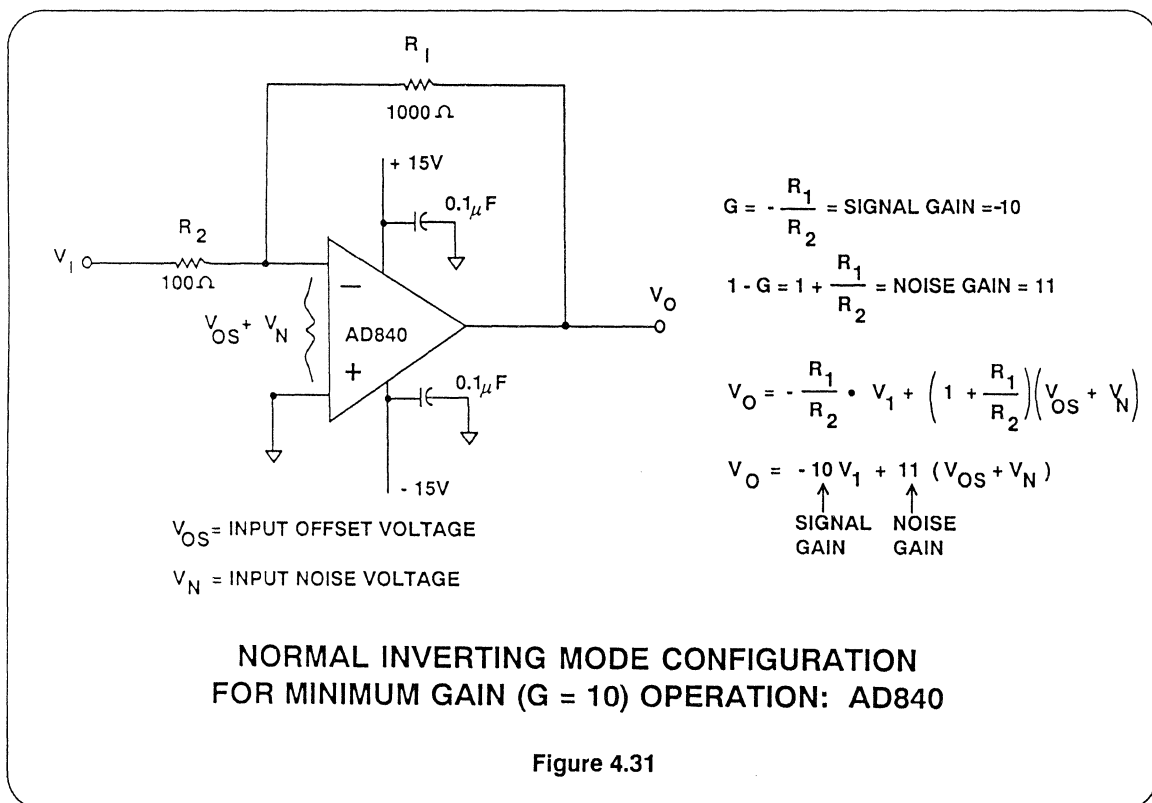 R1
1000Ω
+ 15V
0.1μF
R2
VI
100Ω
VOS + VN
−
AD840
+
VO
0.1μF
- 15V
VOS = INPUT OFFSET VOLTAGE
VN = INPUT NOISE VOLTAGE
G = - R1/R2 = SIGNAL GAIN =-10
1 - G = 1 + R1/R2 = NOISE GAIN = 11
VO = - R1/R2 • V1 + (1 + R1/R2)(VOS + VN)
VO = - 10 V1 + 11 (VOS + VN)
SIGNAL GAIN
NOISE GAIN
NORMAL INVERTING MODE CONFIGURATION
FOR MINIMUM GAIN (G = 10) OPERATION: AD840
Figure 4.31